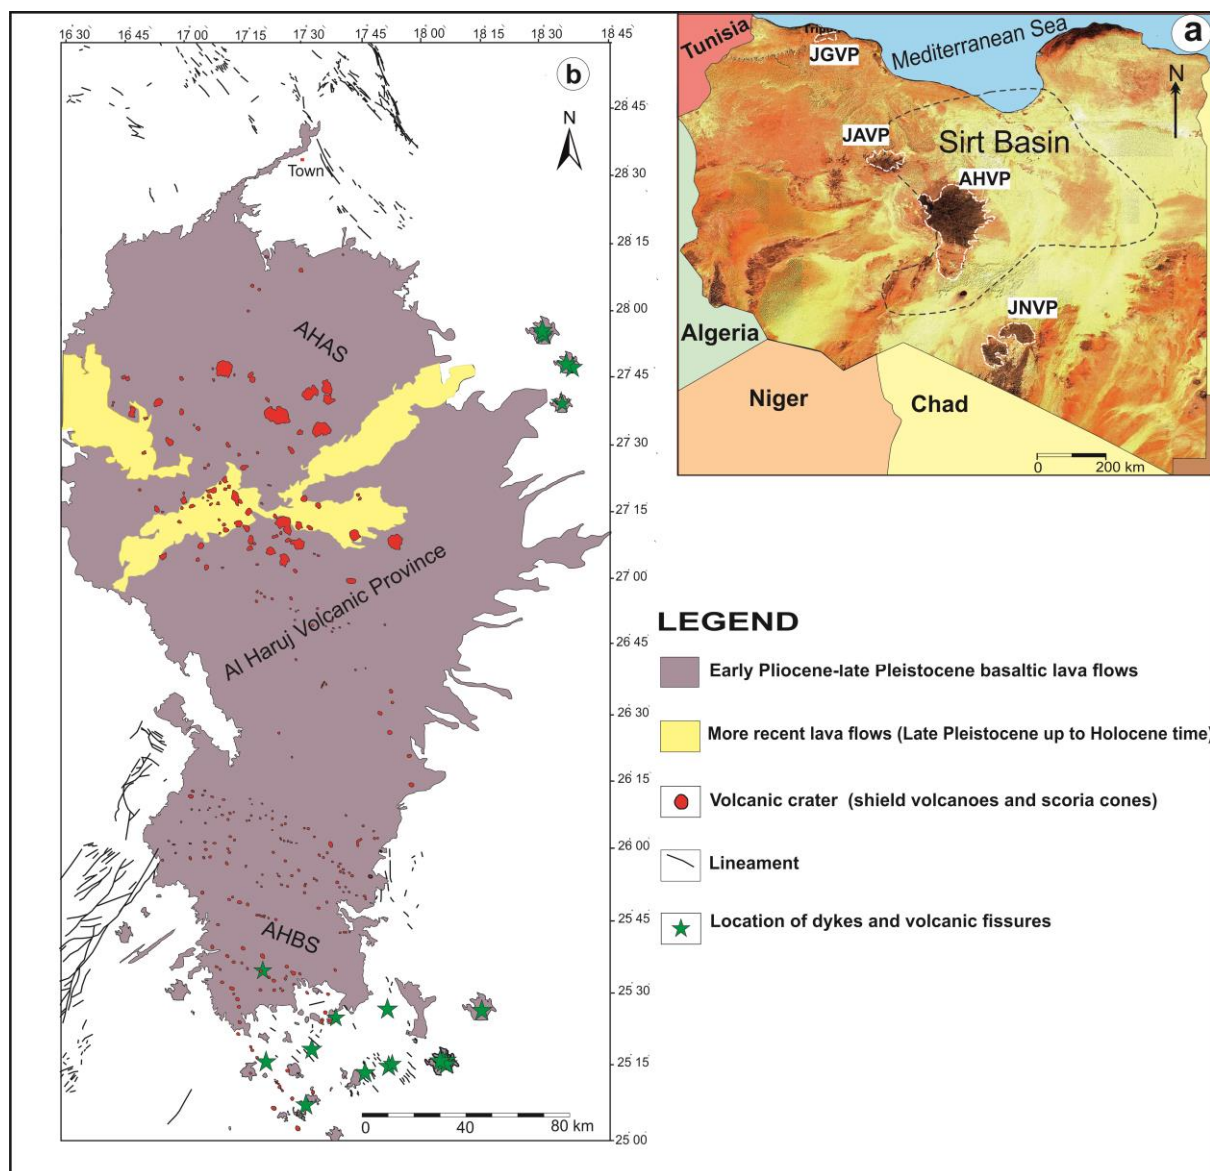 16 30 16 45 17 00 17 15 17 30 17 45 18 00 18 15 18 30 18 45
b
N
28 45
Town
28 30
28 15
28 00
AHAS
27 45
27 30
27 15
27 00
Al Haruj Volcanic Province
26 45
26 30
26 15
26 00
25 45
AHBS
25 30
25 15
25 00
0 40 80 km
a
Tunisia
JGVP
Mediterranean Sea
N
JAVP
Sirt Basin
AHVP
JNVP
Algeria
Niger
Chad
0 200 km
LEGEND
Early Pliocene-late Pleistocene basaltic lava flows
More recent lava flows (Late Pleistocene up to Holocene time)
Volcanic crater (shield volcanoes and scoria cones)
Lineament
Location of dykes and volcanic fissures